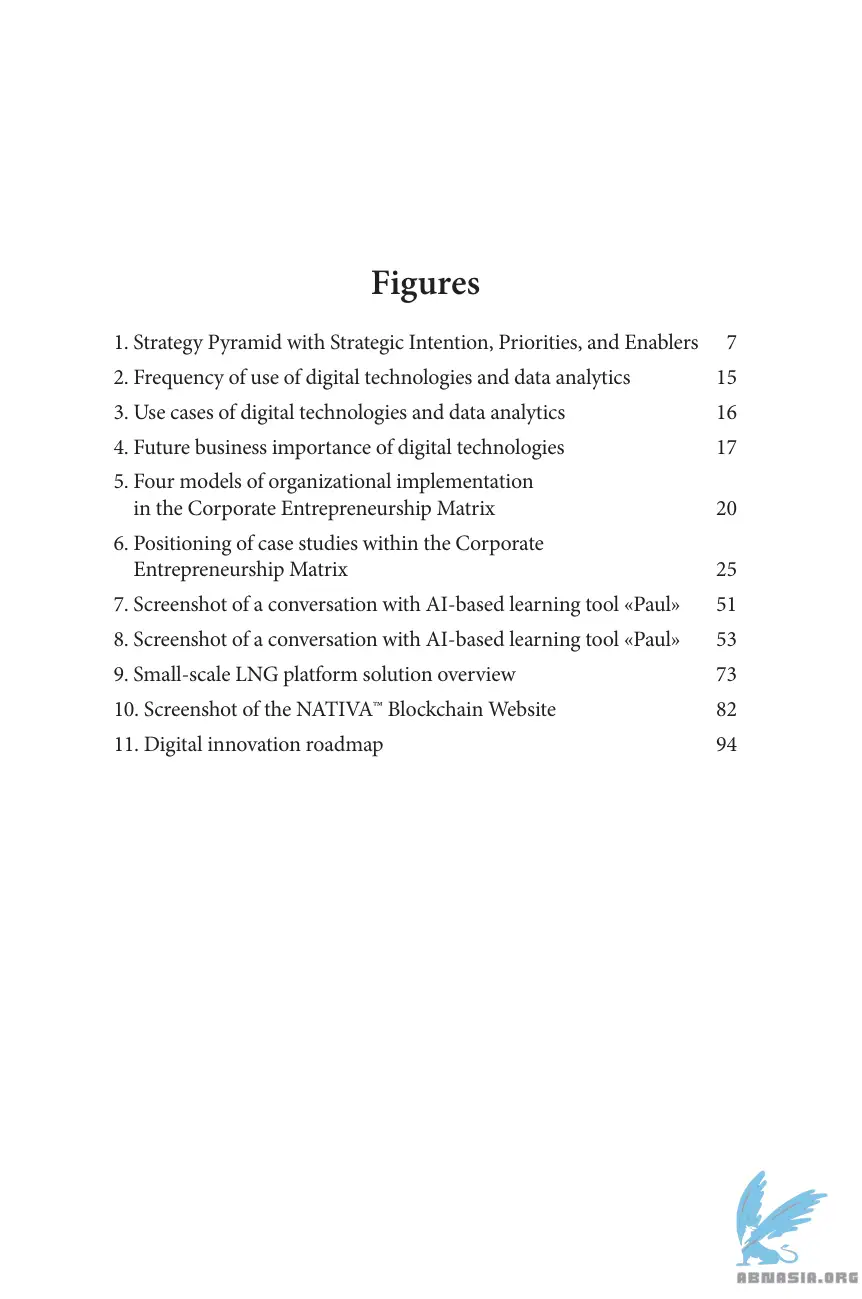 Figures
1. Strategy Pyramid with Strategic Intention, Priorities, and Enablers 7
2. Frequency of use of digital technologies and data analytics 15
3. Use cases of digital technologies and data analytics 16
4. Future business importance of digital technologies 17
5. Four models of organizational implementation
in the Corporate Entrepreneurship Matrix 20
6. Positioning of case studies within the Corporate
Entrepreneurship Matrix 25
7. Screenshot of a conversation with AI-based learning tool «Paul» 51
8. Screenshot of a conversation with AI-based learning tool «Paul» 53
9. Small-scale LNG platform solution overview 73
10. Screenshot of the NATIVA™ Blockchain Website 82
11. Digital innovation roadmap 94
ABNASIA.ORG